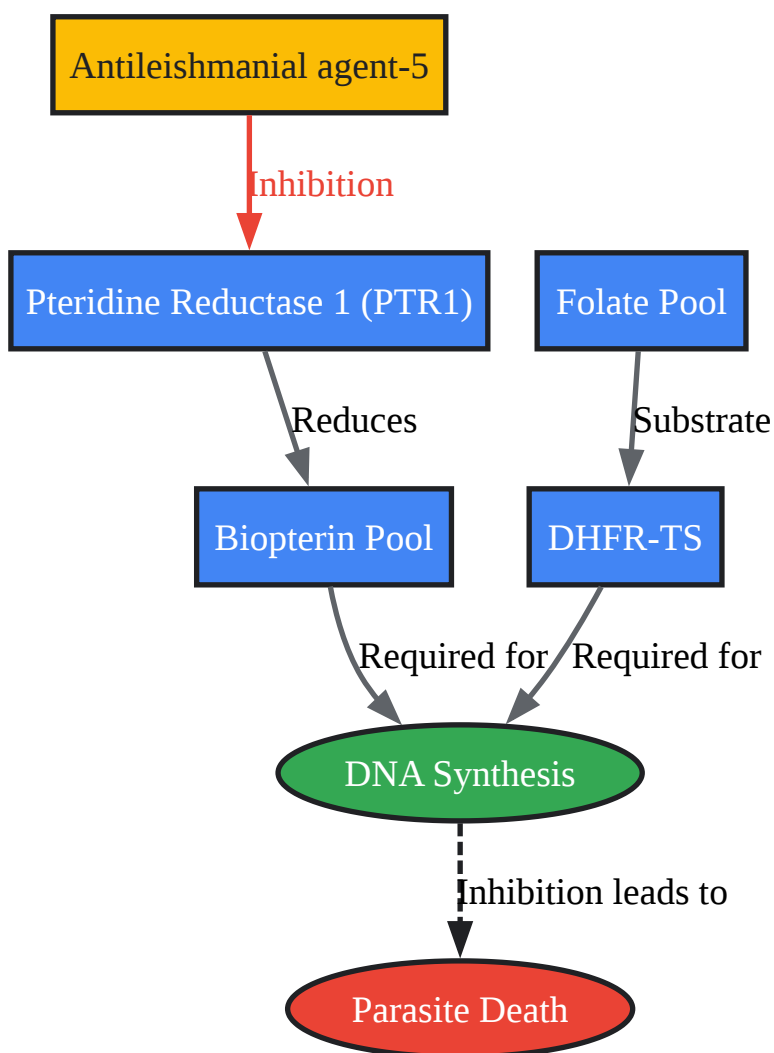 Antileishmanial agent-5
Inhibition
Pteridine Reductase 1 (PTR1)
Folate Pool
Reduces
Substrate
Biopterin Pool
DHFR-TS
Required for
Required for
DNA Synthesis
Inhibition leads to
Parasite Death